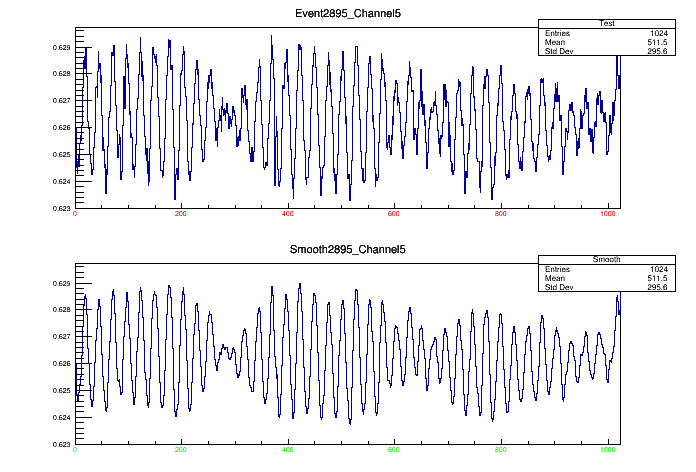 Event2895_Channel5
Test
Entries 1024
Mean 511.5
Std Dev 295.6
0.629
0.628
0.627
0.626
0.625
0.624
0.623
0 200 400 600 800 1000
Smooth2895_Channel5
Smooth
Entries 1024
Mean 511.5
Std Dev 295.6
0.629
0.628
0.627
0.626
0.625
0.624
0.623
0 200 400 600 800 1000